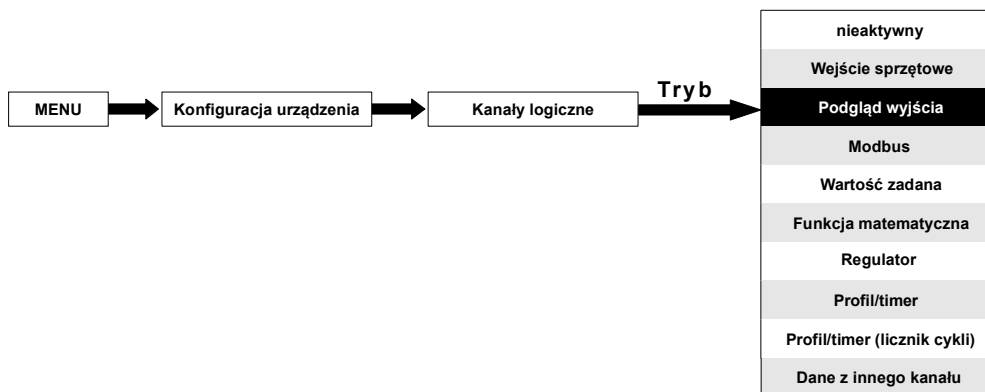 MENU
Konfiguracja urządzenia
Kanały logiczne
Tryb
nieaktywny
Wejście sprzętowe
Podgląd wyjścia
Modbus
Wartość zadana
Funkcja matematyczna
Regulator
Profil/timer
Profil/timer (licznik cykli)
Dane z innego kanału